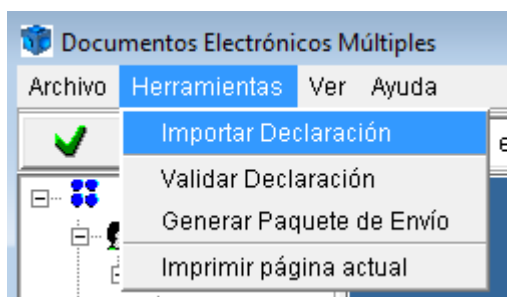 Documentos Electrónicos Múltiples
Archivo Herramientas Ver Ayuda
Importar Declaración
Validar Declaración
Generar Paquete de Envío
Imprimir página actual